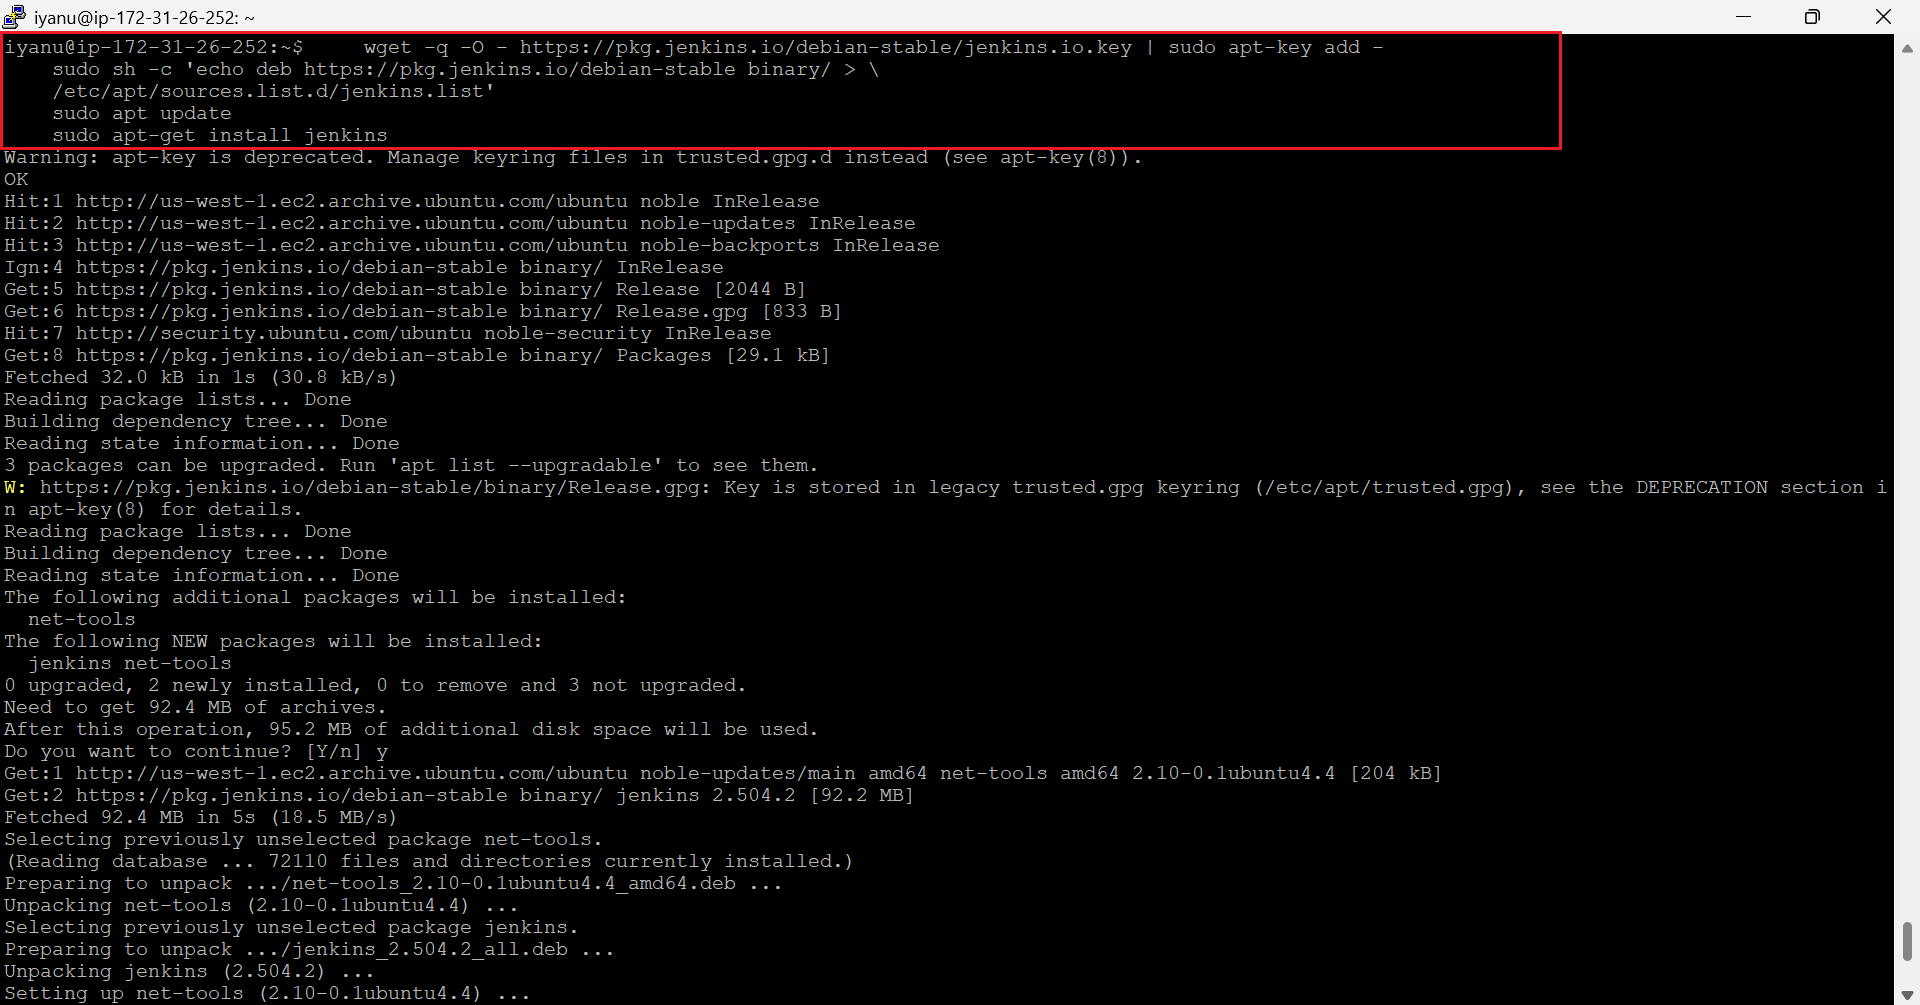 iyanu@ip-172-31-26-252: ~
iyanu@ip-172-31-26-252:~$     wget -q -O - https://pkg.jenkins.io/debian-stable/jenkins.io.key | sudo apt-key add -
    sudo sh -c 'echo deb https://pkg.jenkins.io/debian-stable binary/ > \
    /etc/apt/sources.list.d/jenkins.list'
    sudo apt update
    sudo apt-get install jenkins
Warning: apt-key is deprecated. Manage keyring files in trusted.gpg.d instead (see apt-key(8)).
OK
Hit:1 http://us-west-1.ec2.archive.ubuntu.com/ubuntu noble InRelease
Hit:2 http://us-west-1.ec2.archive.ubuntu.com/ubuntu noble-updates InRelease
Hit:3 http://us-west-1.ec2.archive.ubuntu.com/ubuntu noble-backports InRelease
Ign:4 https://pkg.jenkins.io/debian-stable binary/ InRelease
Get:5 https://pkg.jenkins.io/debian-stable binary/ Release [2044 B]
Get:6 https://pkg.jenkins.io/debian-stable binary/ Release.gpg [833 B]
Hit:7 http://security.ubuntu.com/ubuntu noble-security InRelease
Get:8 https://pkg.jenkins.io/debian-stable binary/ Packages [29.1 kB]
Fetched 32.0 kB in 1s (30.8 kB/s)
Reading package lists... Done
Building dependency tree... Done
Reading state information... Done
3 packages can be upgraded. Run 'apt list --upgradable' to see them.
W: https://pkg.jenkins.io/debian-stable/binary/Release.gpg: Key is stored in legacy trusted.gpg keyring (/etc/apt/trusted.gpg), see the DEPRECATION section i
n apt-key(8) for details.
Reading package lists... Done
Building dependency tree... Done
Reading state information... Done
The following additional packages will be installed:
  net-tools
The following NEW packages will be installed:
  jenkins net-tools
0 upgraded, 2 newly installed, 0 to remove and 3 not upgraded.
Need to get 92.4 MB of archives.
After this operation, 95.2 MB of additional disk space will be used.
Do you want to continue? [Y/n] y
Get:1 http://us-west-1.ec2.archive.ubuntu.com/ubuntu noble-updates/main amd64 net-tools amd64 2.10-0.1ubuntu4.4 [204 kB]
Get:2 https://pkg.jenkins.io/debian-stable binary/ jenkins 2.504.2 [92.2 MB]
Fetched 92.4 MB in 5s (18.5 MB/s)
Selecting previously unselected package net-tools.
(Reading database ... 72110 files and directories currently installed.)
Preparing to unpack .../net-tools_2.10-0.1ubuntu4.4_amd64.deb ...
Unpacking net-tools (2.10-0.1ubuntu4.4) ...
Selecting previously unselected package jenkins.
Preparing to unpack .../jenkins_2.504.2_all.deb ...
Unpacking jenkins (2.504.2) ...
Setting up net-tools (2.10-0.1ubuntu4.4) ...